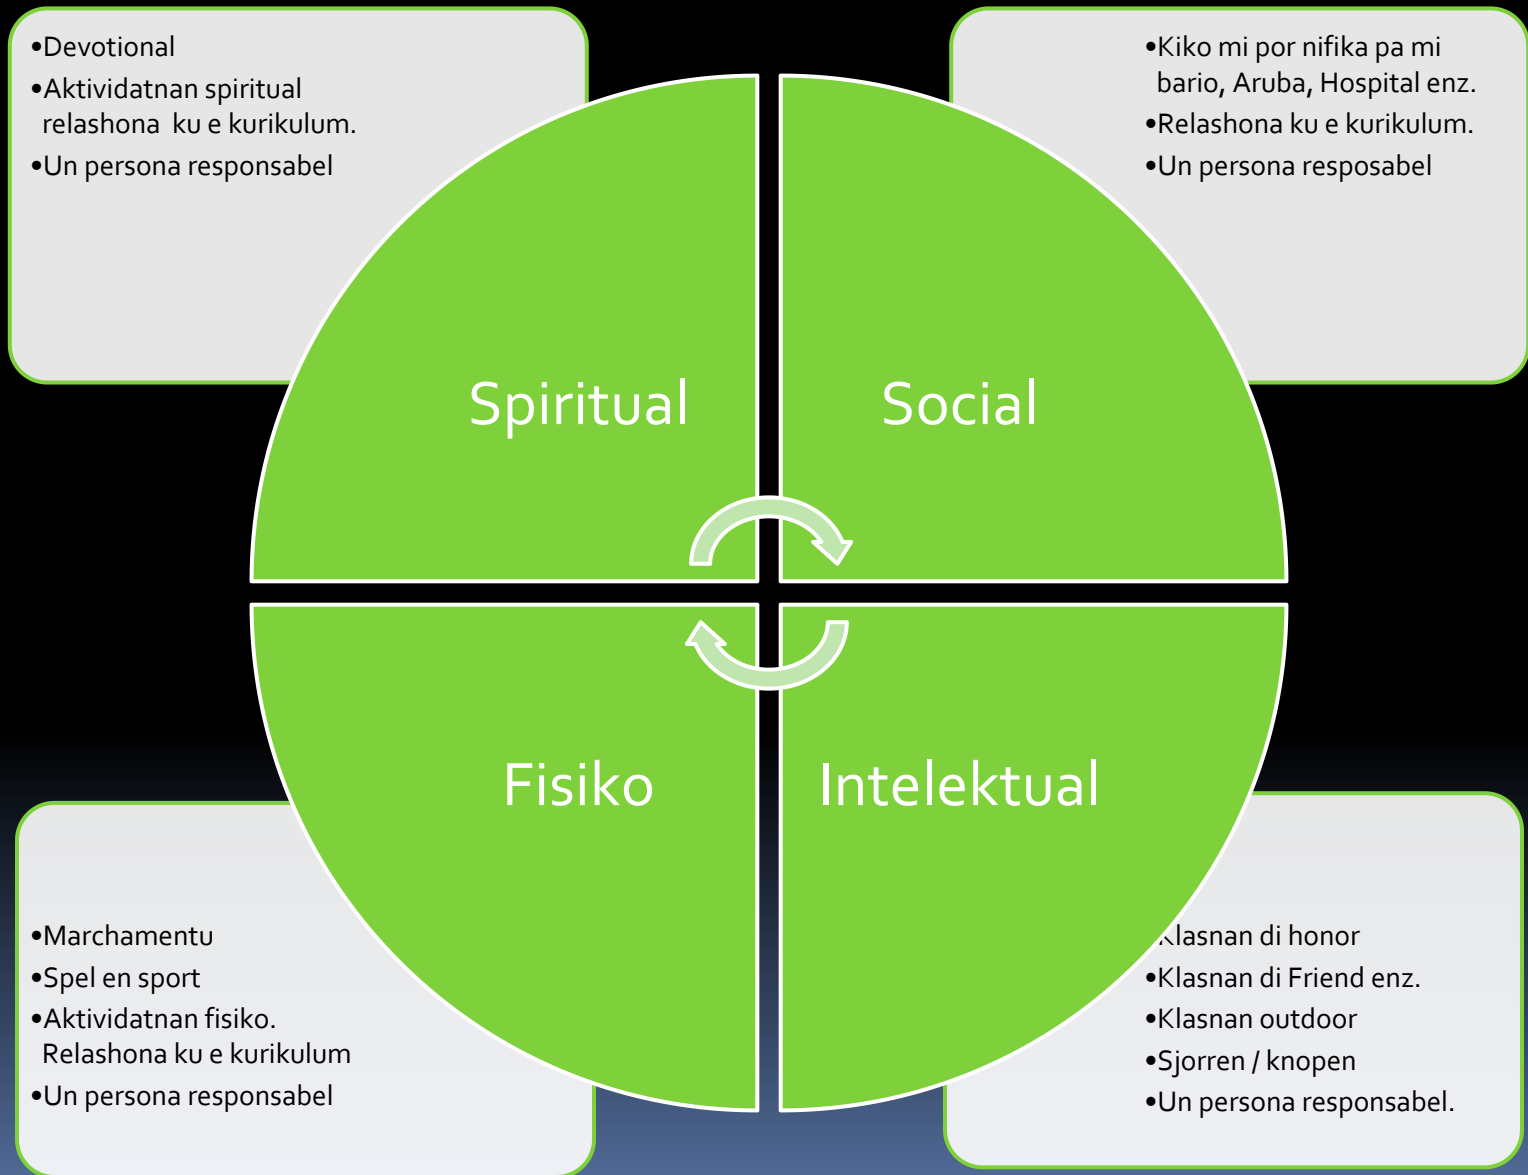 •Devotional
•Aktividatnan spiritual
relashona ku e kurikulum.
•Un persona responsabel
•Kiko mi por nifika pa mi
bario, Aruba, Hospital enz.
•Relashona ku e kurikulum.
•Un persona resposabel
Spiritual
Social
Fisiko
Intelektual
•Marchamentu
•Spel en sport
•Aktividatnan fisiko.
Relashona ku e kurikulum
•Un persona responsabel
Klasnan di honor
•Klasnan di Friend enz.
•Klasnan outdoor
•Sjorren / knopen
•Un persona responsabel.